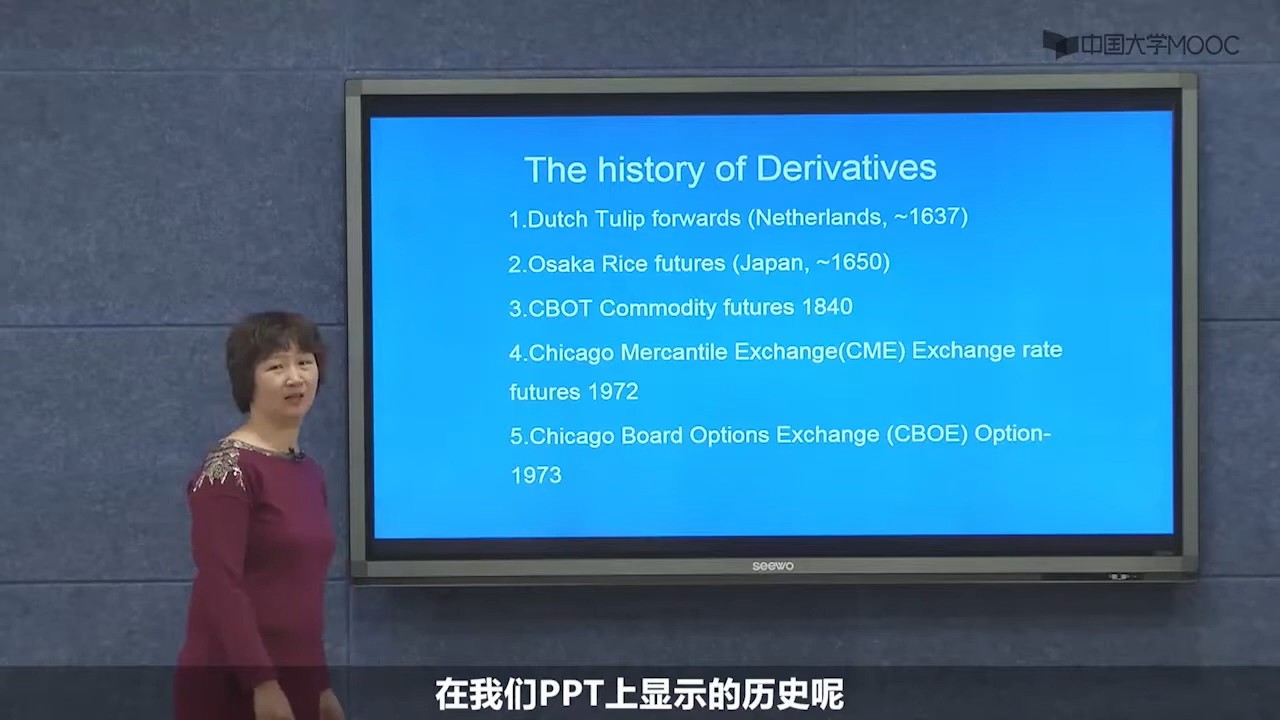 中国大学MOOC
The history of Derivatives
1.Dutch Tulip forwards (Netherlands, ~1637)
2.Osaka Rice futures (Japan, ~1650)
3.CBOT Commodity futures 1840
4.Chicago Mercantile Exchange(CME) Exchange rate
futures 1972
5.Chicago Board Options Exchange (CBOE) Option-
1973
seewo
在我们PPT上显示的历史呢